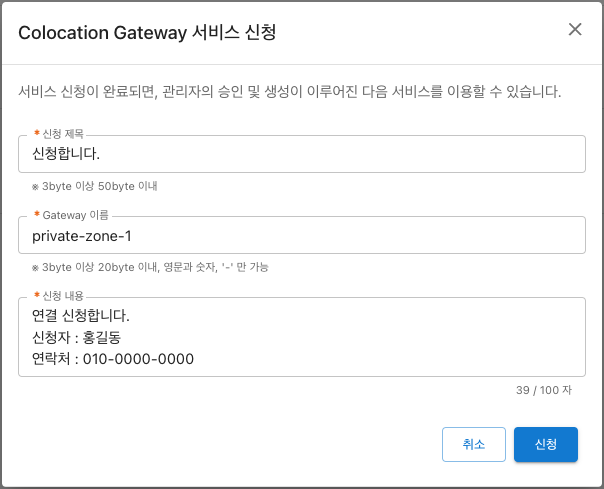 Colocation Gateway 서비스 신청
서비스 신청이 완료되면, 관리자의 승인 및 생성이 이루어진 다음 서비스를 이용할 수 있습니다.
* 신청 제목
신청합니다.
※ 3byte 이상 50byte 이내
* Gateway 이름
private-zone-1
※ 3byte 이상 20byte 이내, 영문과 숫자, '-' 만 가능
* 신청 내용
연결 신청합니다.
신청자 : 홍길동
연락처 : 010-0000-0000
39 / 100 자
취소
신청